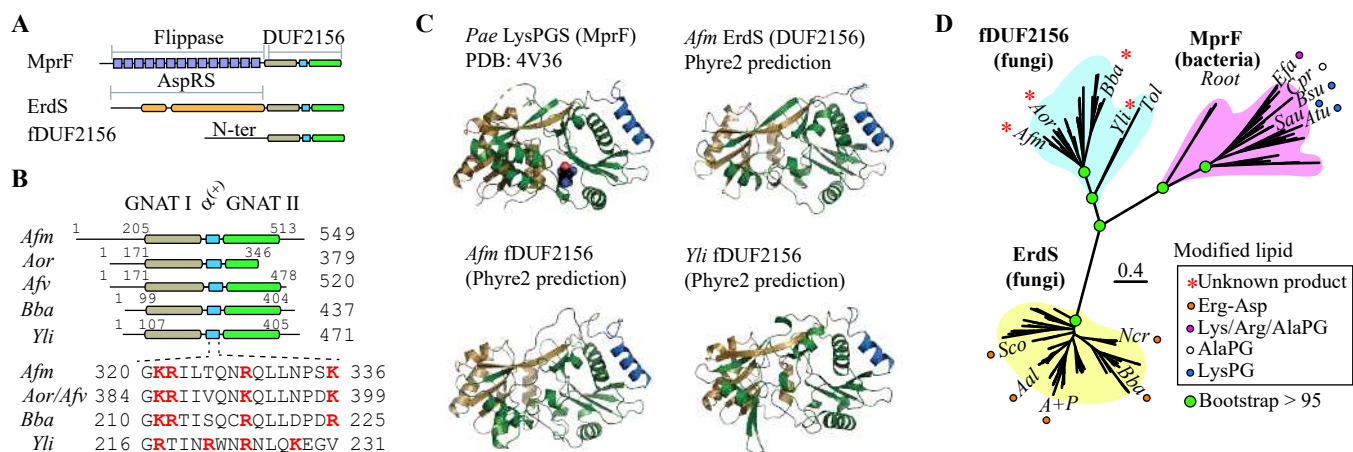 A
Flippase
DUF2156
MprF
AspRS
ErdS
fDUF2156
N-ter
B
GNAT I
α(+)
GNAT II
1
205
513
Afm
549
1
171
346
Aor
379
1
171
478
Afv
520
1
99
404
Bba
437
1
107
405
Yli
471
Afm 320 GKRILTQNRQLLNPSK 336
Aor/Afv 384 GKRIIVQNKQLLNPDK 399
Bba 210 GKRTISQCRQLLDPDR 225
Yli 216 GRTINRWNRNLQKEGV 231
C
Pae LysPGS (MprF)
PDB: 4V36
Afm ErdS (DUF2156)
Phyre2 prediction
Afm fDUF2156
(Phyre2 prediction)
Yli fDUF2156
(Phyre2 prediction)
D
fDUF2156
(fungi)
MprF
(bacteria)
Root
*
Bba
*
Aor
*
Afm
*
Yli
Tol
Efa
Cpr
Bsu
Sau
Atu
ErdS
(fungi)
0.4
Sco
Aal
A+P
Bba
Ncr
Modified lipid
*Unknown product
Erg-Asp
Lys/Arg/AlaPG
AlaPG
LysPG
Bootstrap > 95